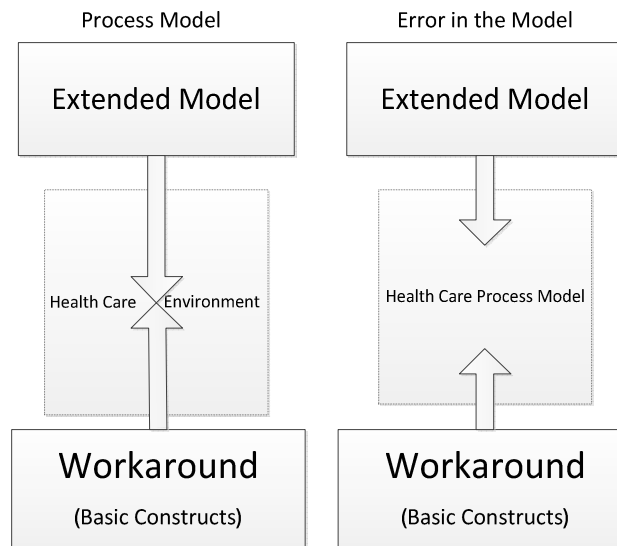 Process Model
Extended Model
Health Care Environment
Workaround
(Basic Constructs)
Error in the Model
Extended Model
Health Care Process Model
Workaround
(Basic Constructs)